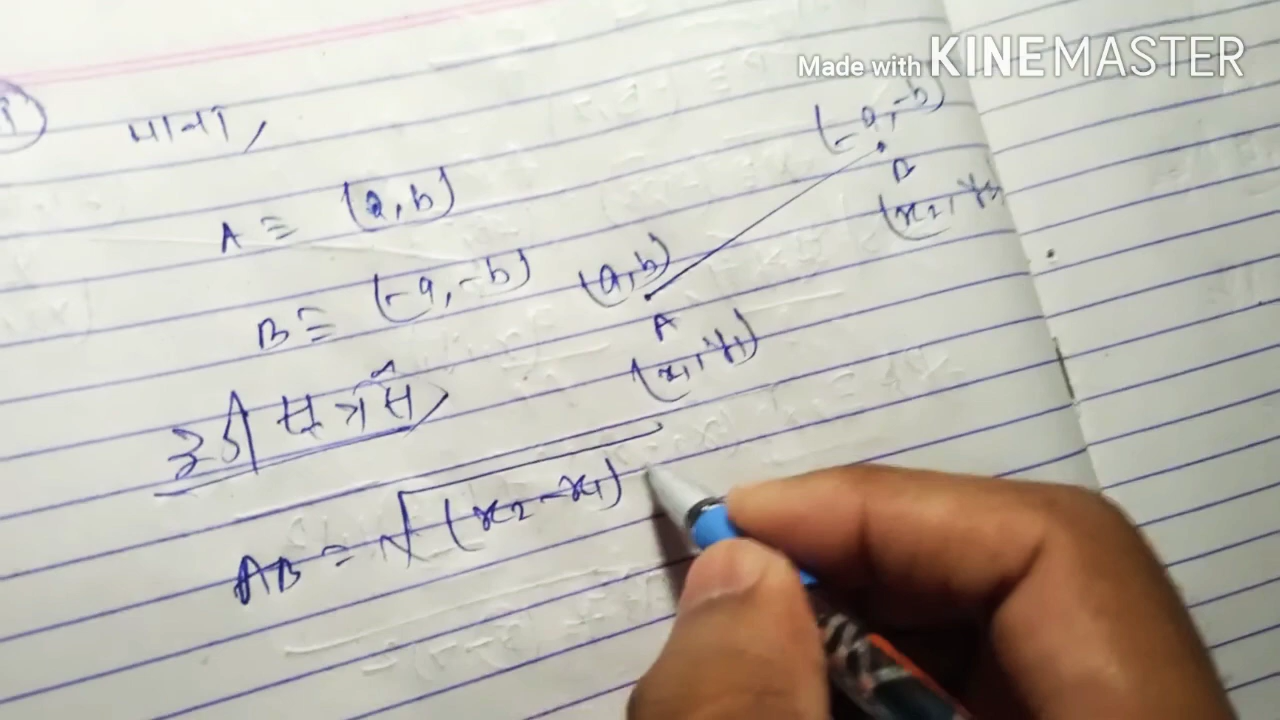 Made with KINEMASTER
माना,
(-a, -b)
A ≡ (a, b)
B
(x₂, y₂)
B ≡ (-a, -b)
(a, b)
A
(x₁, y₁)
दूरी सूत्र से,
AB = √(x₂ - x₁)